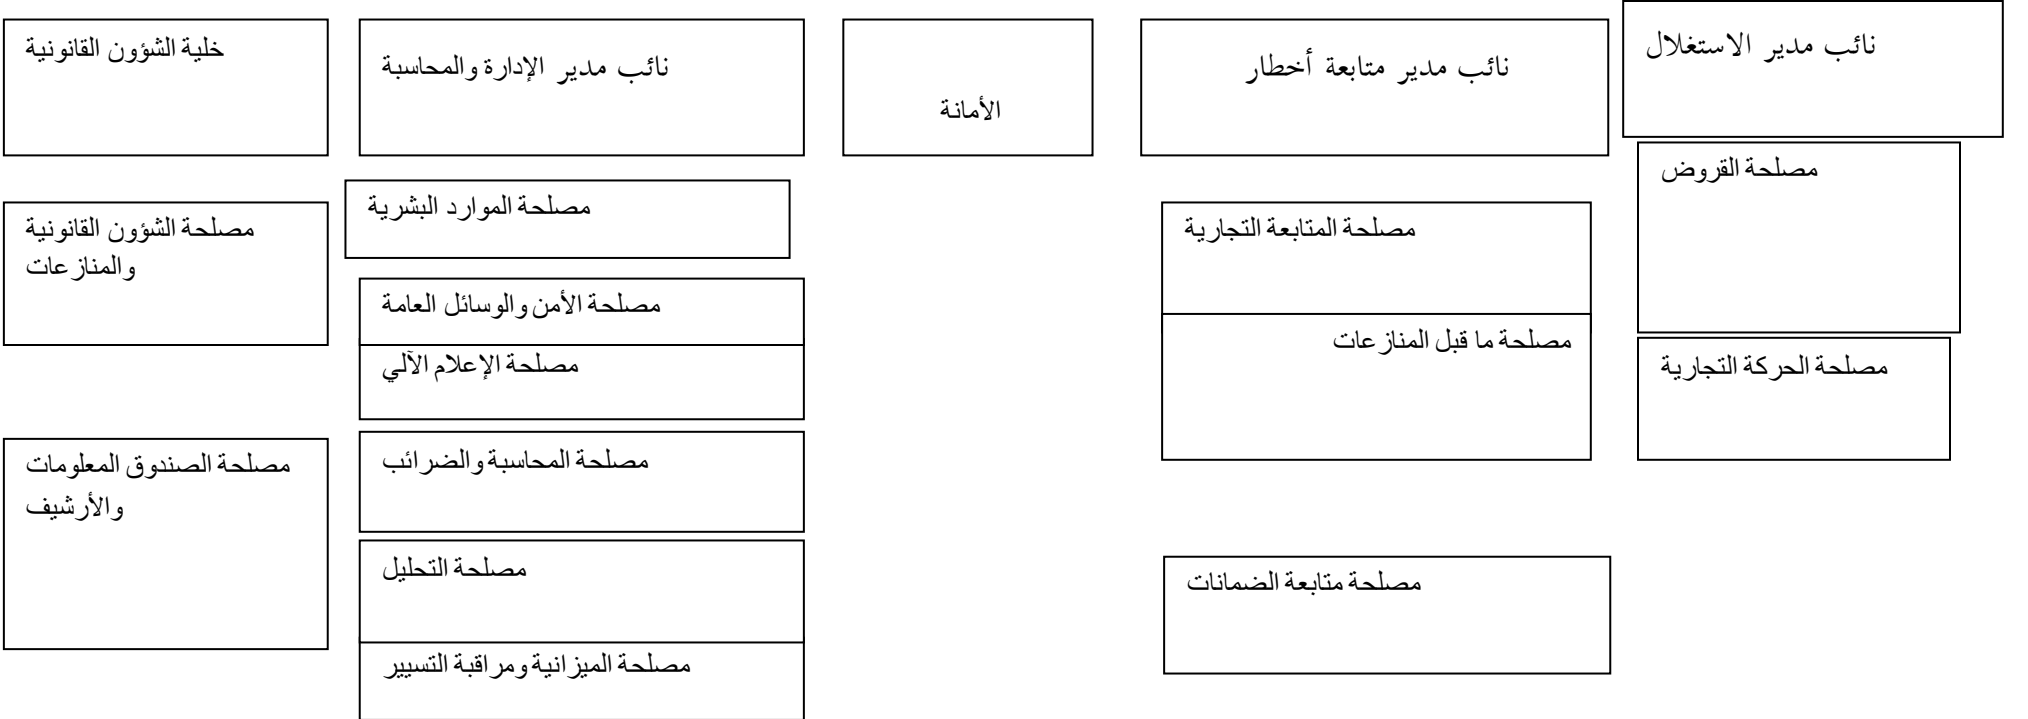 نائب مدير الاستغلال
نائب مدير متابعة أخطار
الأمانة
نائب مدير الإدارة والمحاسبة
خلية الشؤون القانونية
مصلحة القروض
مصلحة الحركة التجارية
مصلحة المتابعة التجارية
مصلحة ما قبل المنازعات
مصلحة متابعة الضمانات
مصلحة الموارد البشرية
مصلحة الأمن والوسائل العامة
مصلحة الإعلام الآلي
مصلحة المحاسبة والضرائب
مصلحة التحليل
مصلحة الميزانية ومراقبة التسيير
مصلحة الشؤون القانونية
والمنازعات
مصلحة الصندوق المعلومات
والأرشيف